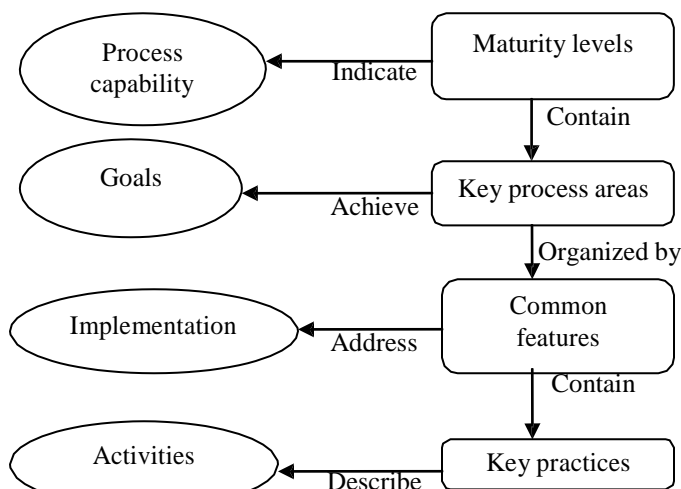 Process
capability
Indicate
Maturity levels
Contain
Goals
Achieve
Key process areas
Organized by
Implementation
Address
Common
features
Contain
Activities
Describe
Key practices